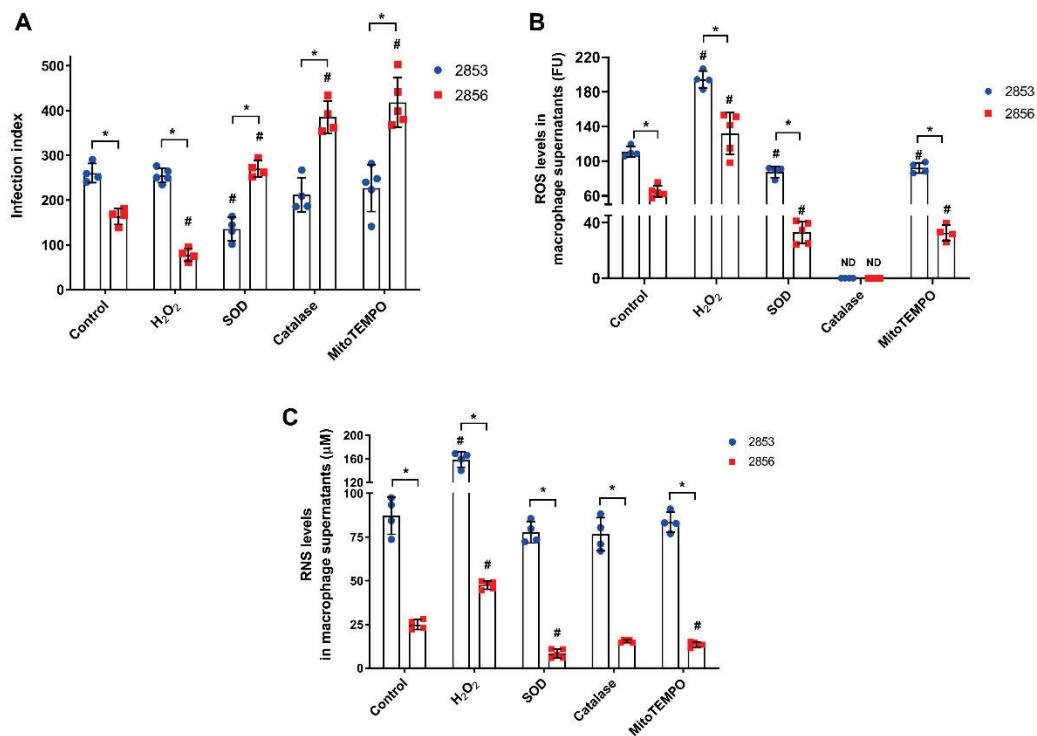 A
Infection index
500
400
300
200
100
0
*
*
*
*
*
#
#
#
#
#
2853
2856
Control
H₂O₂
SOD
Catalase
MitoTEMPO
B
ROS levels in
macrophage supernatants (FU)
220
180
140
100
60
40
0
*
*
*
*
#
#
#
#
#
#
ND
ND
2853
2856
Control
H₂O₂
SOD
Catalase
MitoTEMPO
C
RNS levels
in macrophage supernatants (μM)
200
160
100
75
50
25
0
*
*
*
*
*
#
#
#
#
2853
2856
Control
H₂O₂
SOD
Catalase
MitoTEMPO